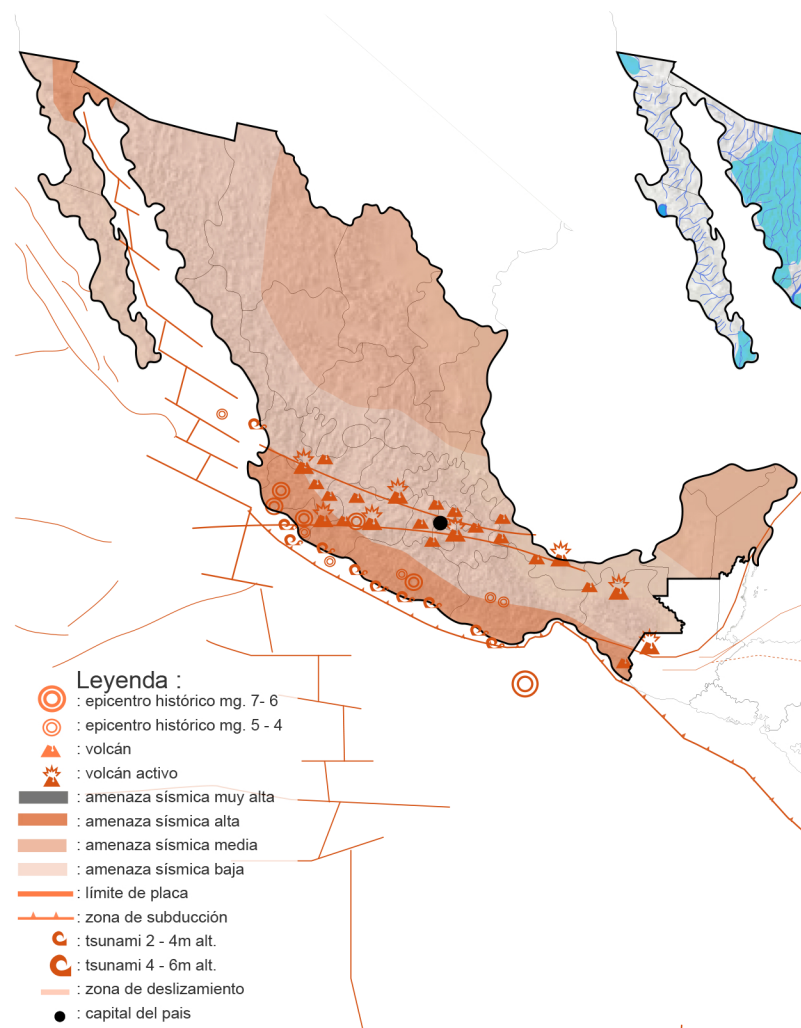 Leyenda :
: epicentro histórico mg. 7- 6
: epicentro histórico mg. 5 - 4
: volcán
: volcán activo
: amenaza sísmica muy alta
: amenaza sísmica alta
: amenaza sísmica media
: amenaza sísmica baja
: límite de placa
: zona de subducción
: tsunami 2 - 4m alt.
: tsunami 4 - 6m alt.
: zona de deslizamiento
: capital del pais